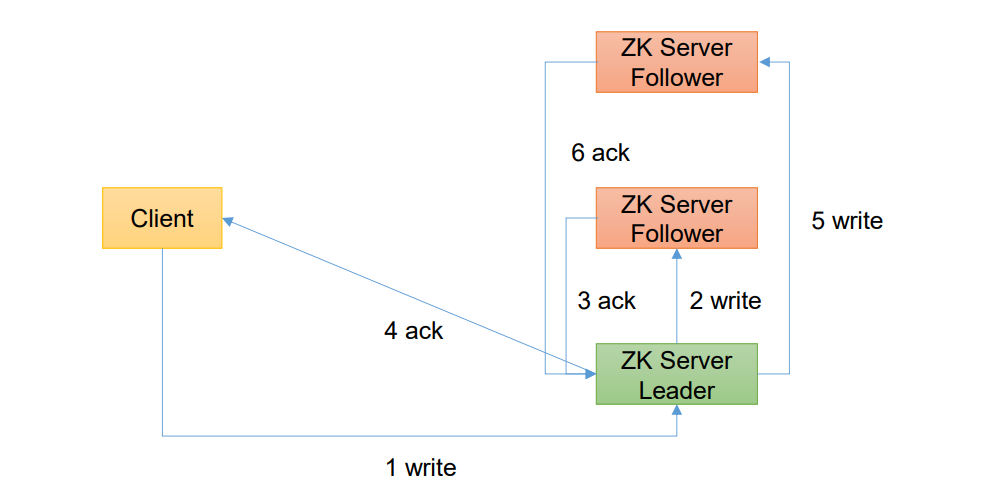 ZK Server
Follower
6 ack
Client
ZK Server
Follower
5 write
3 ack
2 write
4 ack
ZK Server
Leader
1 write